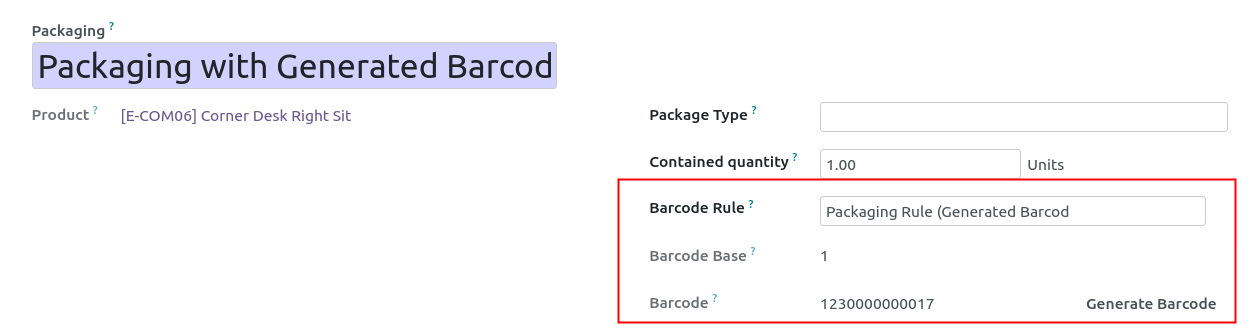 Packaging ?
Packaging with Generated Barcod
Product ? [E-COM06] Corner Desk Right Sit
Package Type ?
Contained quantity ? 1.00 Units
Barcode Rule ? Packaging Rule (Generated Barcod
Barcode Base ? 1
Barcode ? 1230000000017 Generate Barcode